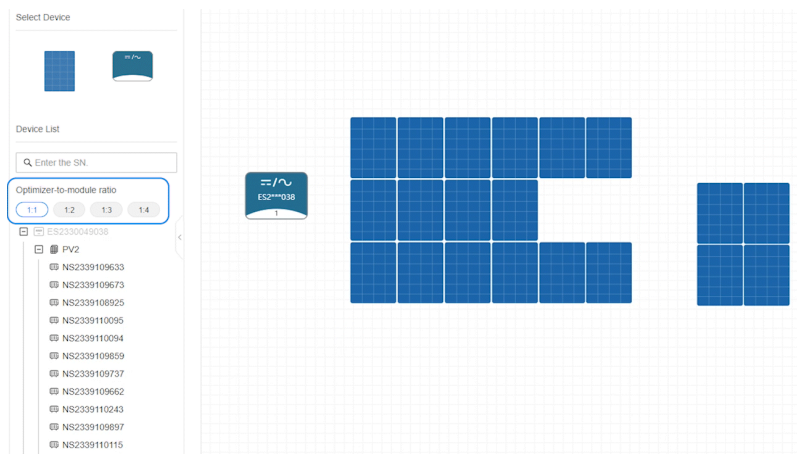 Select Device
Device List
Enter the SN.
Optimizer-to-module ratio
1:1 1:2 1:3 1:4
ES2330049038
PV2
NS2339109633
NS2339109673
NS2339108925
NS2339110095
NS2339110094
NS2339109859
NS2339109737
NS2339109662
NS2339110243
NS2339109897
NS2339110115
ES2***038
1